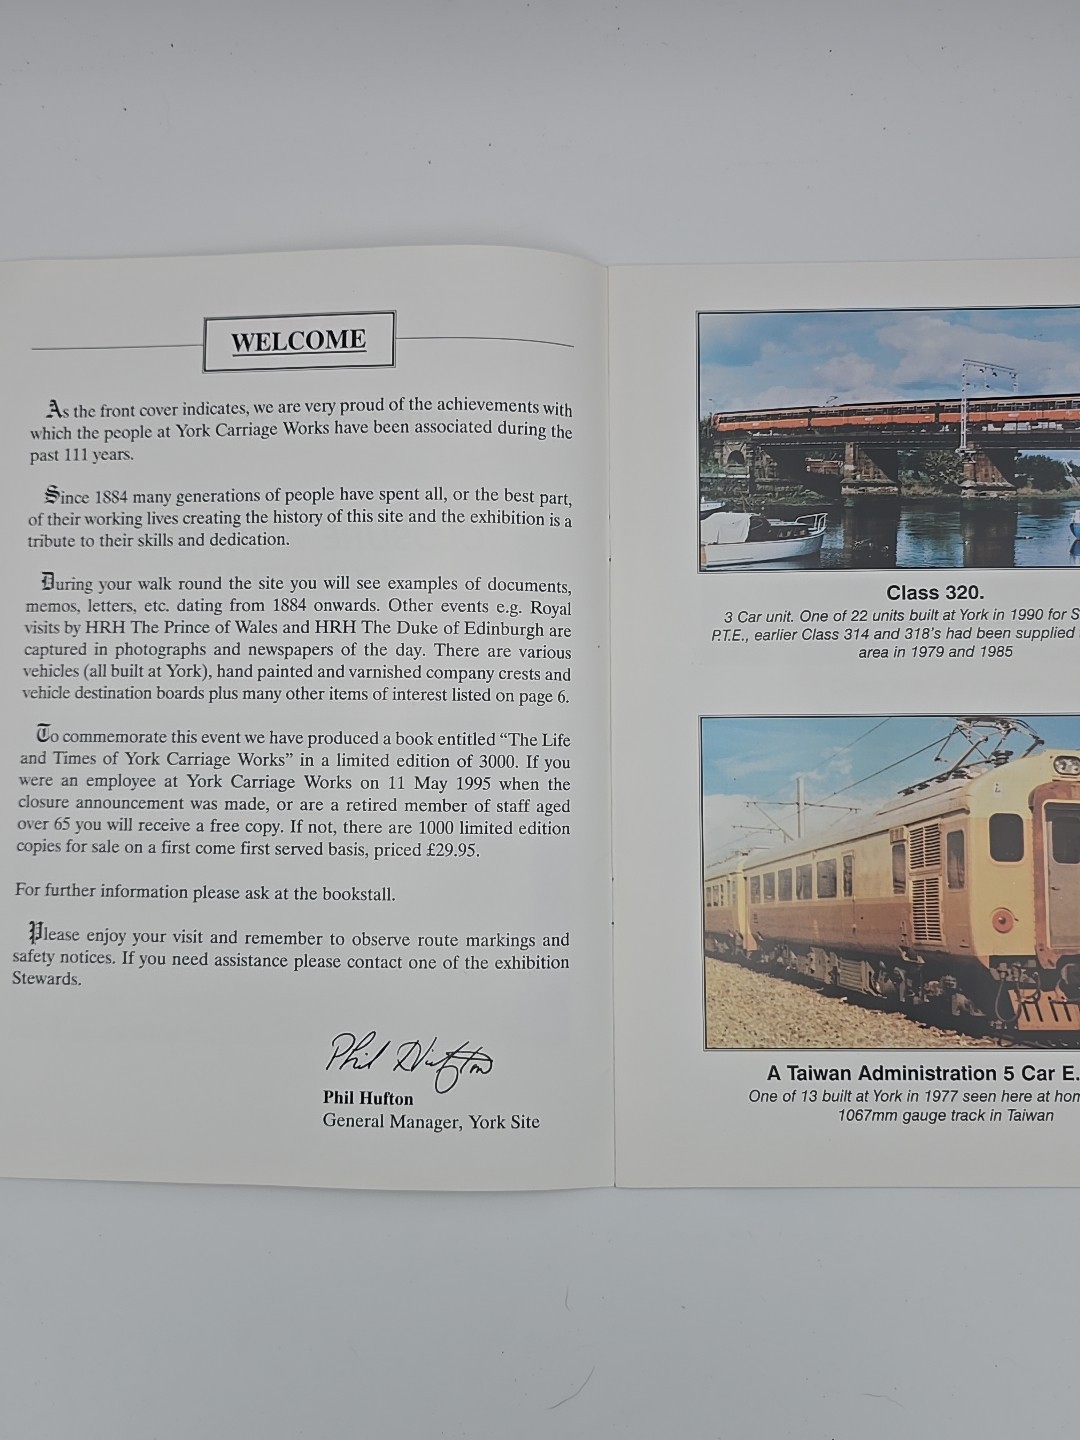 WELCOME
As the front cover indicates, we are very proud of the achievements with
which the people at York Carriage Works have been associated during the
past 111 years.
Since 1884 many generations of people have spent all, or the best part,
of their working lives creating the history of this site and the exhibition is a
tribute to their skills and dedication.
During your walk round the site you will see examples of documents,
memos, letters, etc. dating from 1884 onwards. Other events e.g. Royal
visits by HRH The Prince of Wales and HRH The Duke of Edinburgh are
captured in photographs and newspapers of the day. There are various
vehicles (all built at York), hand painted and varnished company crests and
vehicle destination boards plus many other items of interest listed on page 6.
To commemorate this event we have produced a book entitled “The Life
and Times of York Carriage Works” in a limited edition of 3000. If you
were an employee at York Carriage Works on 11 May 1995 when the
closure announcement was made, or are a retired member of staff aged
over 65 you will receive a free copy. If not, there are 1000 limited edition
copies for sale on a first come first served basis, priced £29.95.
For further information please ask at the bookstall.
Please enjoy your visit and remember to observe route markings and
safety notices. If you need assistance please contact one of the exhibition
Stewards.
Phil Hufton
Phil Hufton
General Manager, York Site
Class 320.
3 Car unit. One of 22 units built at York in 1990 for S
P.T.E., earlier Class 314 and 318's had been supplied
area in 1979 and 1985
A Taiwan Administration 5 Car E.
One of 13 built at York in 1977 seen here at hom
1067mm gauge track in Taiwan